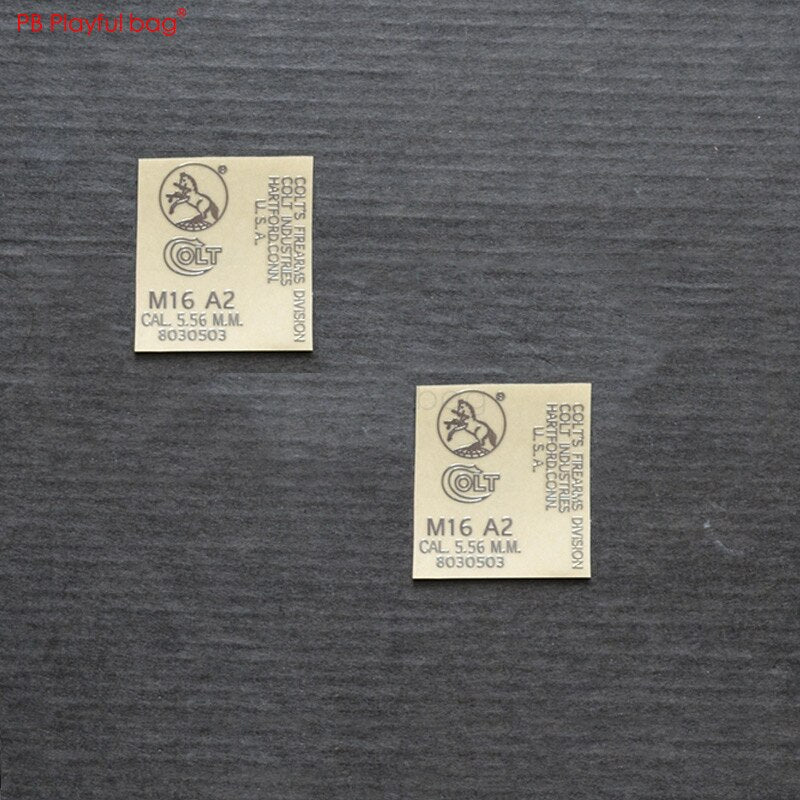 PB Playful bag®
®
COLT
M16 A2
CAL. 5.56 M.M.
8030503
COLT'S FIREARMS DIVISION
COLT INDUSTRIES
HARTFORD.CONN.
U.S.A.
®
COLT
M16 A2
CAL. 5.56 M.M.
8030503
COLT'S FIREARMS DIVISION
COLT INDUSTRIES
HARTFORD.CONN.
U.S.A.